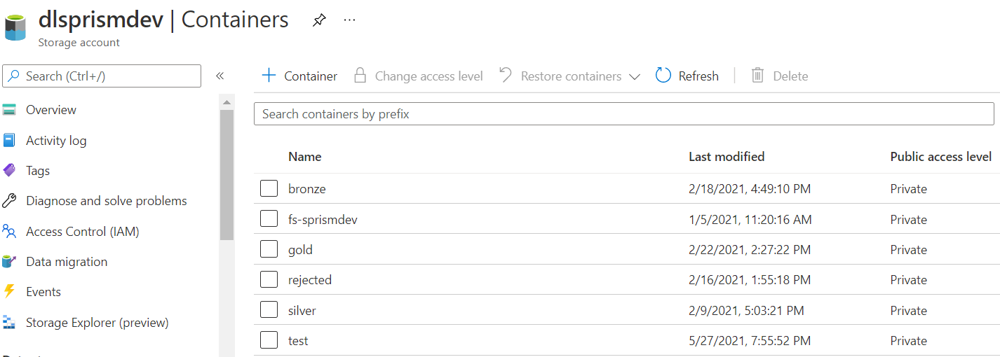 dlsprismdev | Containers
Storage account
Search (Ctrl+/)
Overview
Activity log
Tags
Diagnose and solve problems
Access Control (IAM)
Data migration
Events
Storage Explorer (preview)
Container Change access level Restore containers Refresh Delete
Search containers by prefix
Name Last modified Public access level
bronze 2/18/2021, 4:49:10 PM Private
fs-sprismdev 1/5/2021, 11:20:16 AM Private
gold 2/22/2021, 2:27:22 PM Private
rejected 2/16/2021, 1:55:18 PM Private
silver 2/9/2021, 5:03:21 PM Private
test 5/27/2021, 7:55:52 PM Private